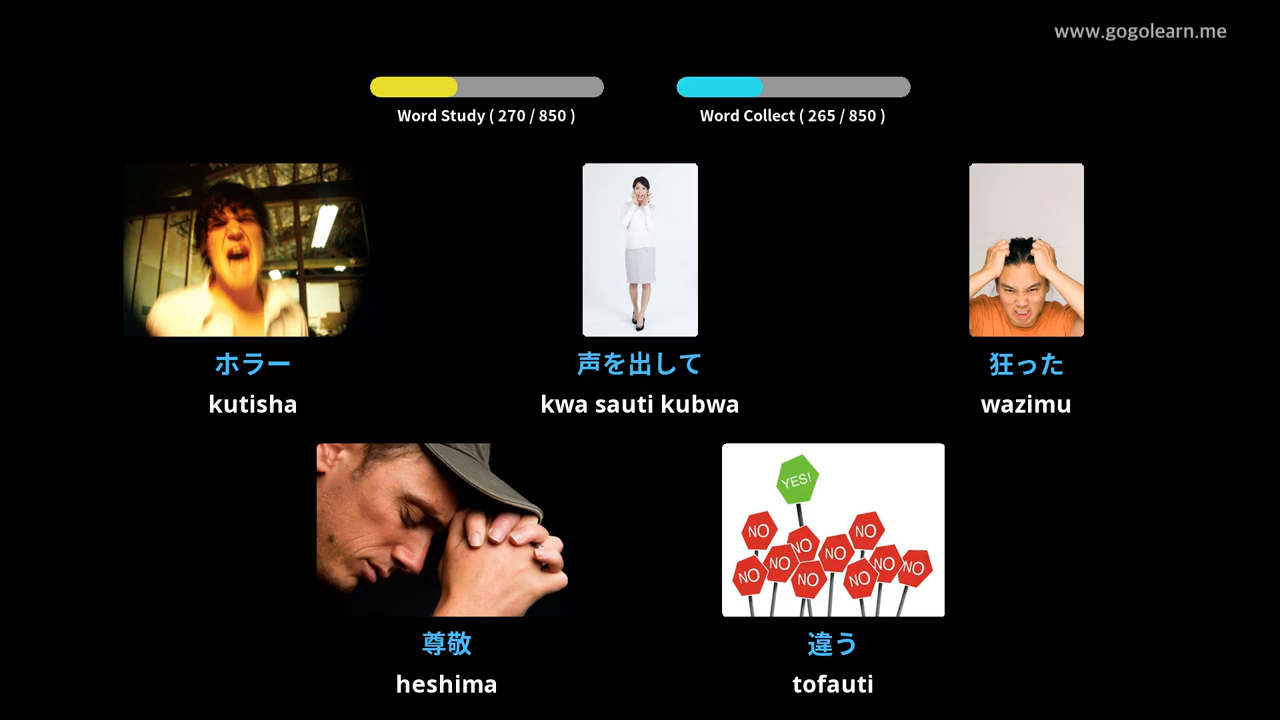 www.gogolearn.me
Word Study ( 270 / 850 )
Word Collect ( 265 / 850 )
ホラー
声を出して
狂った
kutisha
kwa sauti kubwa
wazimu
YES!
NO
NO
NO
NO
NO
NO
NO
NO
NO
NO
尊敬
違う
heshima
tofauti